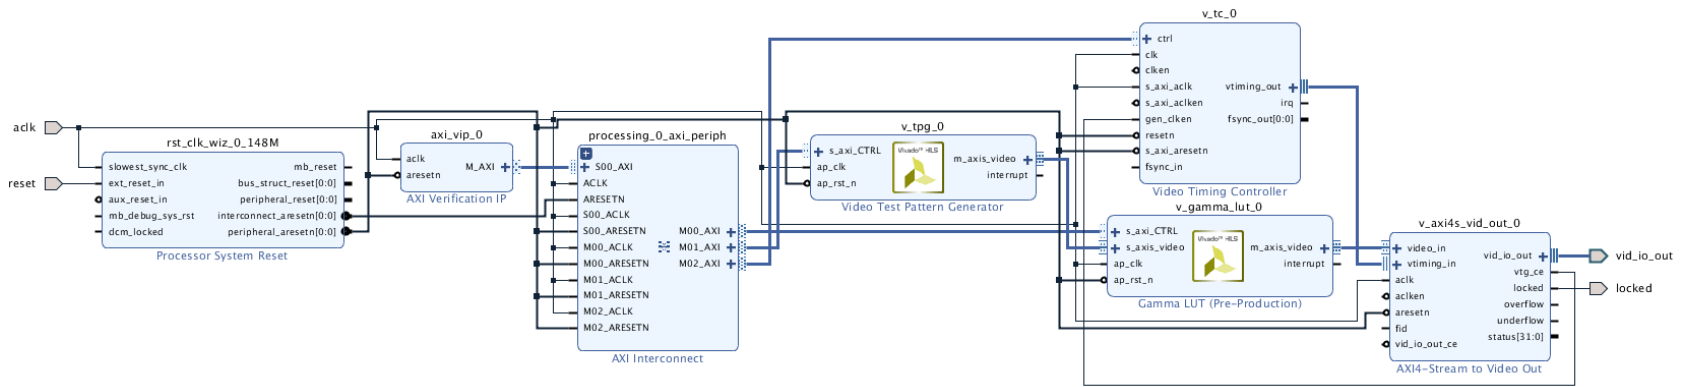 aclk
reset
rst_clk_wiz_0_148M
slowest_sync_clk
ext_reset_in
aux_reset_in
mb_debug_sys_rst
dcm_locked
mb_reset
bus_struct_reset[0:0]
peripheral_reset[0:0]
interconnect_aresetn[0:0]
peripheral_aresetn[0:0]
Processor System Reset
axi_vip_0
aclk
aresetn
M_AXI
AXI Verification IP
processing_0_axi_periph
S00_AXI
ACLK
ARESETN
S00_ACLK
S00_ARESETN
M00_ACLK
M00_ARESETN
M01_ACLK
M01_ARESETN
M02_ACLK
M02_ARESETN
M00_AXI
M01_AXI
M02_AXI
AXI Interconnect
v_tpg_0
s_axi_CTRL
ap_clk
ap_rst_n
Vivado™ HLS
m_axis_video
interrupt
Video Test Pattern Generator
v_tc_0
ctrl
clk
clken
s_axi_aclk
s_axi_aclken
gen_clken
resetn
s_axi_aresetn
fsync_in
vtiming_out
irq
fsync_out[0:0]
Video Timing Controller
v_gamma_lut_0
s_axi_CTRL
s_axis_video
ap_clk
ap_rst_n
Vivado™ HLS
m_axis_video
interrupt
Gamma LUT (Pre-Production)
v_axi4s_vid_out_0
video_in
vtiming_in
aclk
aclken
aresetn
fid
vid_io_out_ce
vid_io_out
vtg_ce
locked
overflow
underflow
status[31:0]
AXI4-Stream to Video Out
vid_io_out
locked